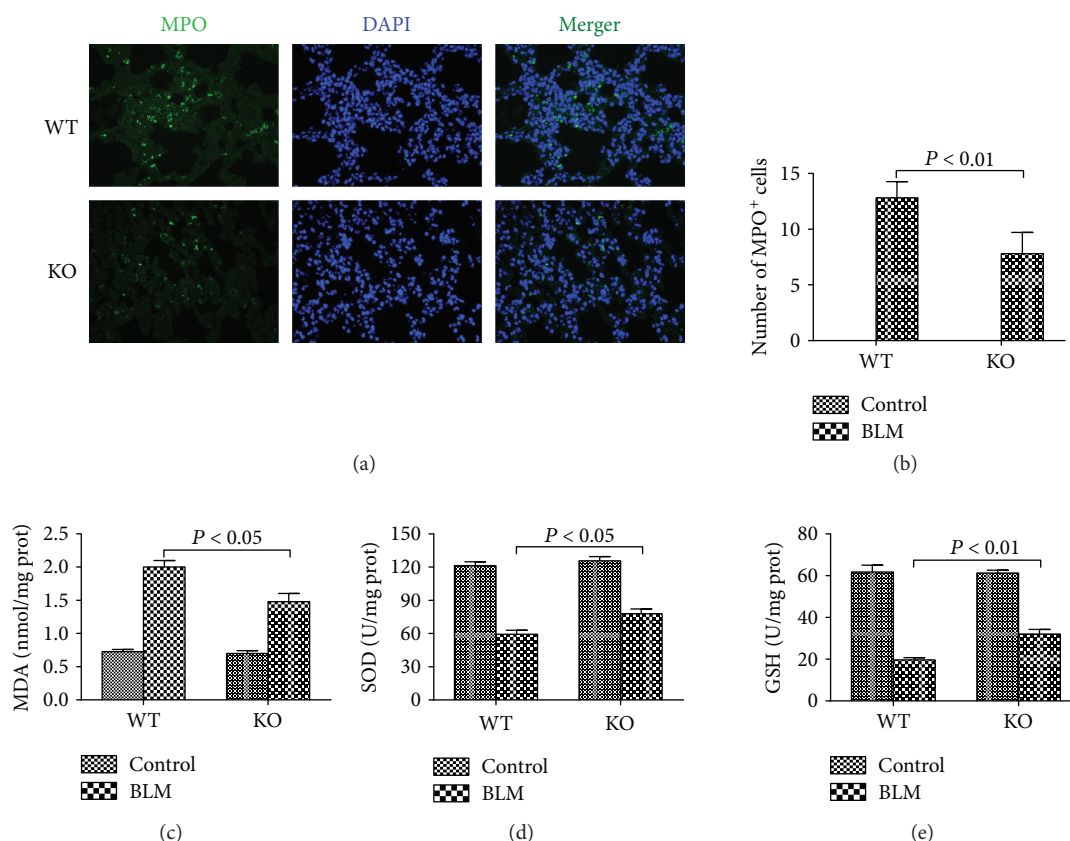 MPO DAPI Merger
WT
KO
(a)
P < 0.01
Number of MPO⁺ cells
15
10
5
0
WT KO
Control
BLM
(b)
P < 0.05
MDA (nmol/mg prot)
2.5
2.0
1.5
1.0
0.5
0.0
WT KO
Control
BLM
(c)
P < 0.05
SOD (U/mg prot)
150
120
90
60
30
0
WT KO
Control
BLM
(d)
P < 0.01
GSH (U/mg prot)
80
60
40
20
0
WT KO
Control
BLM
(e)